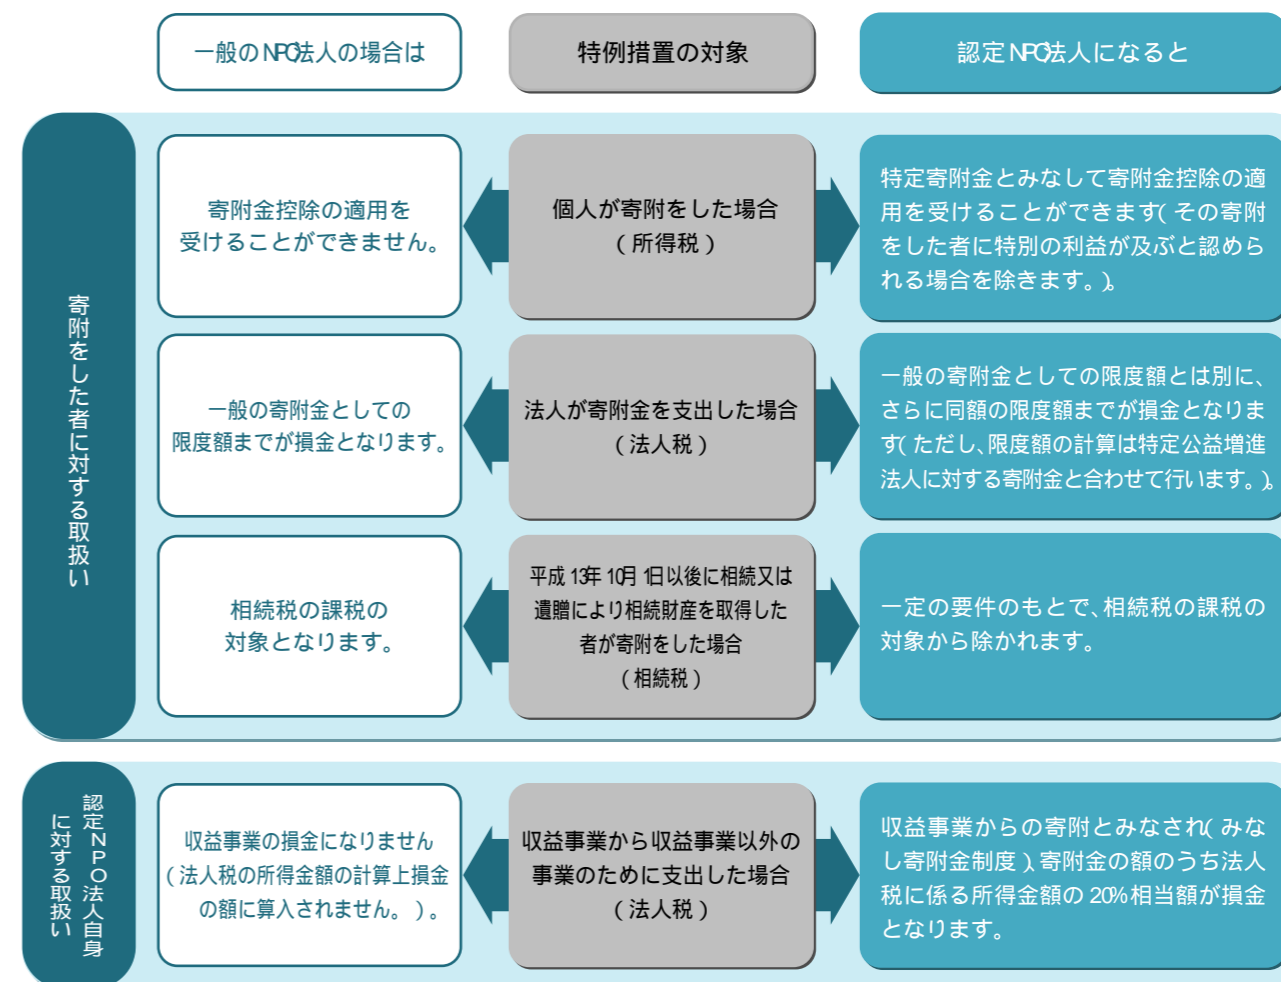 一般のNPO法人の場合は
特例措置の対象
認定NPO法人になると
寄附をした者に対する取扱い
寄附金控除の適用を
受けることができません。
個人が寄附をした場合
(所得税)
特定寄附金とみなして寄附金控除の適
用を受けることができます(その寄附
をした者に特別の利益が及ぶと認めら
れる場合を除きます。)。
一般の寄附金としての
限度額までが損金となります。
法人が寄附金を支出した場合
(法人税)
一般の寄附金としての限度額とは別に、
さらに同額の限度額までが損金となりま
す(ただし、限度額の計算は特定公益増進
法人に対する寄附金と合わせて行います。)。
相続税の課税の
対象となります。
平成13年10月1日以後に相続又は
遺贈により相続財産を取得した
者が寄附をした場合
(相続税)
一定の要件のもとで、相続税の課税の
対象から除かれます。
認定NPO法人自身
に対する取扱い
収益事業の損金になりません
(法人税の所得金額の計算上損金
の額に算入されません。)。
収益事業から収益事業以外の
事業のために支出した場合
(法人税)
収益事業からの寄附とみなされ(みな
し寄附金制度)、寄附金の額のうち法人
税に係る所得金額の20%相当額が損金
となります。